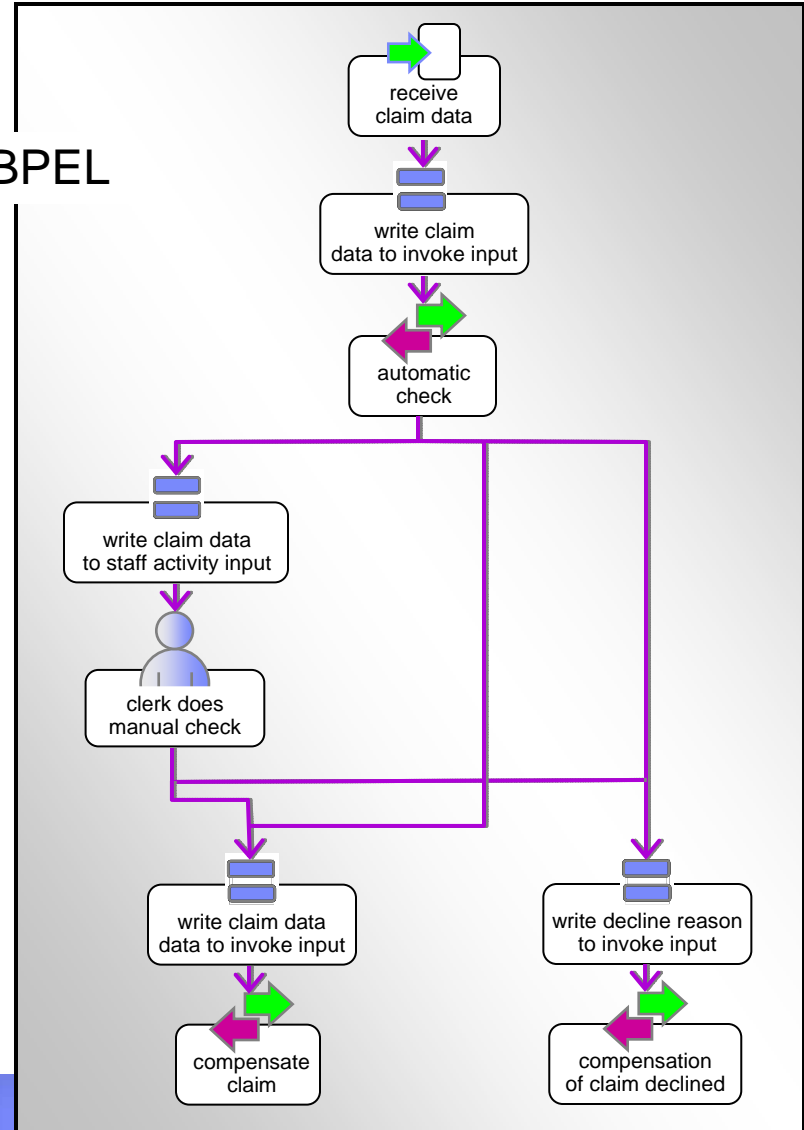 BPEL
receive
claim data
write claim
data to invoke input
automatic
check
write claim data
to staff activity input
clerk does
manual check
write claim data
data to invoke input
write decline reason
to invoke input
compensate
claim
compensation
of claim declined